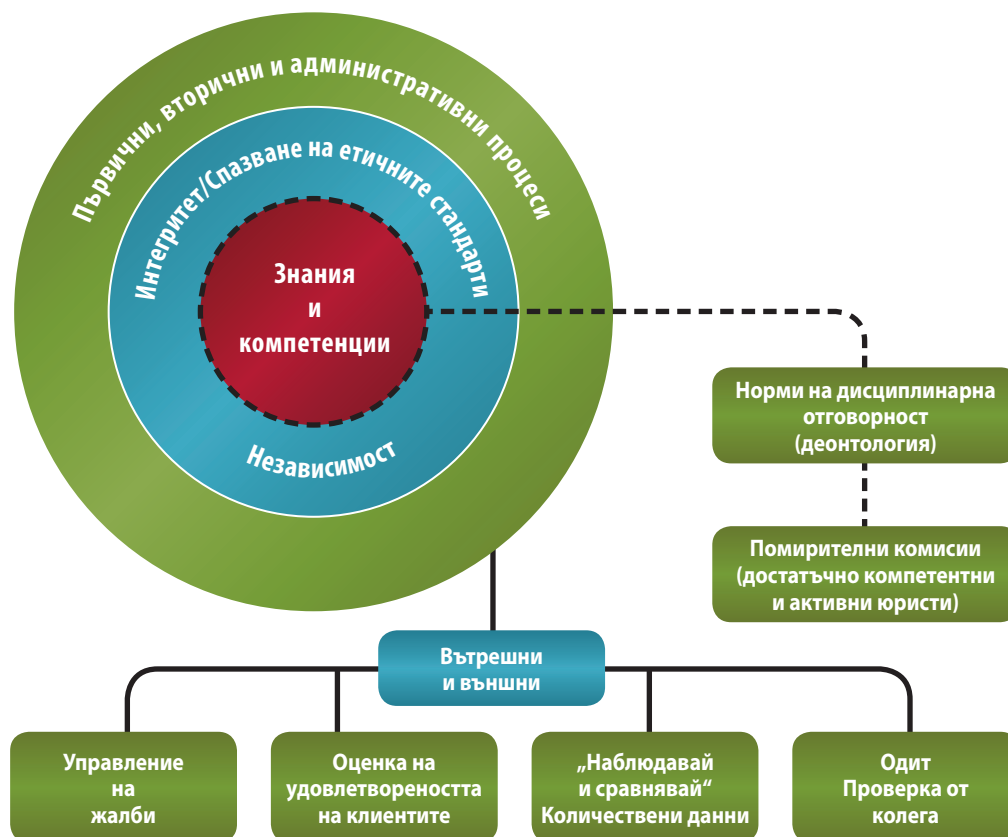 Първични, вторични и административни процеси
Интегритет/Спазване на етичните стандарти
Знания
и
компетенции
Независимост
Норми на дисциплинарна
отговорност
(деонтология)
Помирителни комисии
(достатъчно компетентни
и активни юристи)
Вътрешни
и външни
Управление
на
жалби
Оценка на
удовлетвореността
на клиентите
„Наблюдавай
и сравнявай“
Количествени данни
Одит
Проверка от
колега